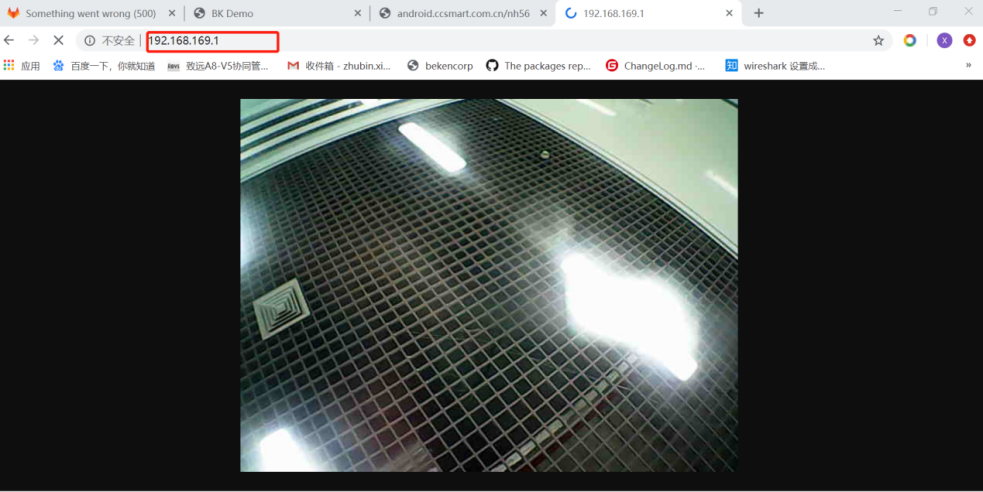 Something went wrong (500)
BK Demo
android.ccsmart.com.cn/nh56
192.168.169.1
不安全
192.168.169.1
X
应用
百度一下，你就知道
致远A8-V5协同管...
收件箱 - zhubin.xi...
bekencorp
The packages rep...
ChangeLog.md ·...
知
wireshark 设置成...
»